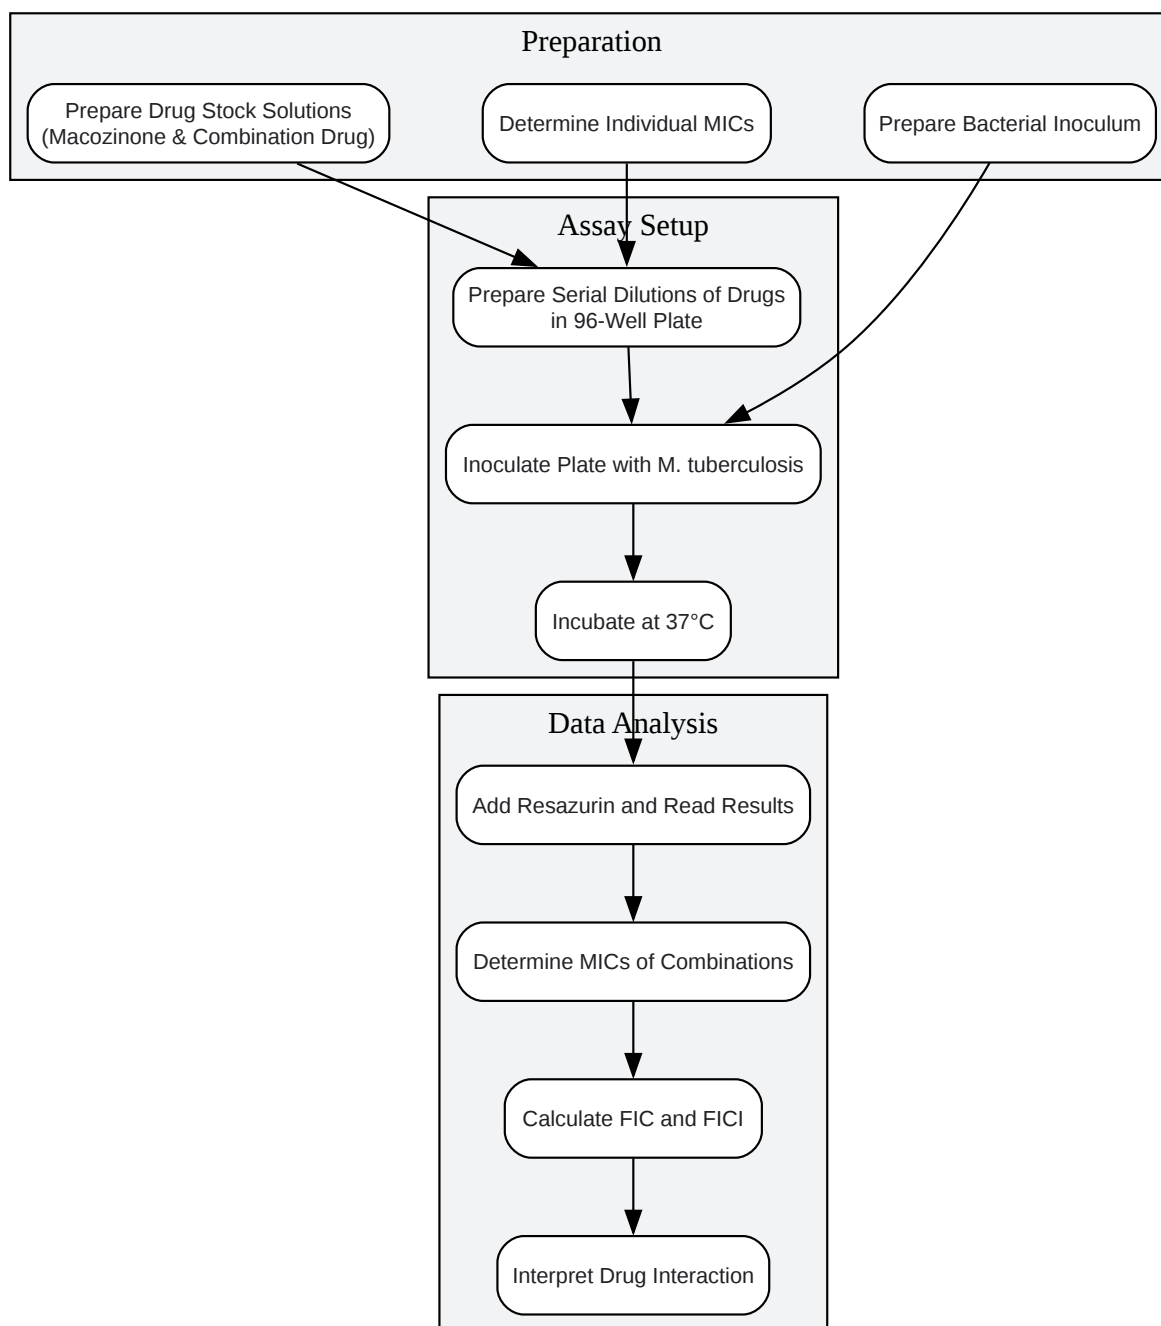 Preparation
Prepare Drug Stock Solutions
(Macozinone & Combination Drug)
Determine Individual MICs
Prepare Bacterial Inoculum
Assay Setup
Prepare Serial Dilutions of Drugs
in 96-Well Plate
Inoculate Plate with M. tuberculosis
Incubate at 37°C
Data Analysis
Add Resazurin and Read Results
Determine MICs of Combinations
Calculate FIC and FICI
Interpret Drug Interaction